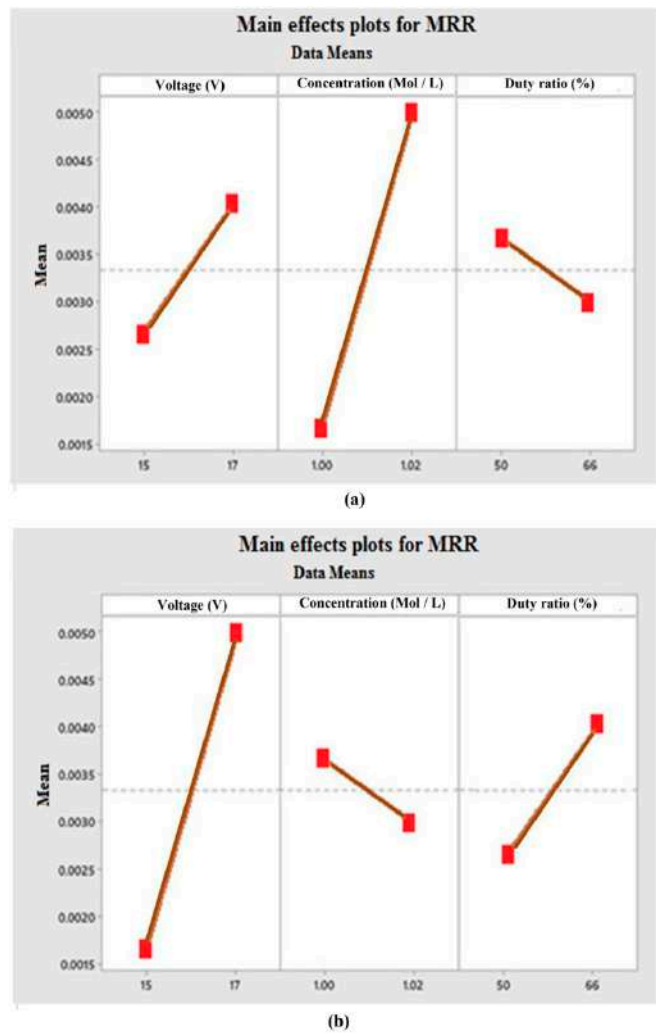 Main effects plots for MRR
Data Means
Voltage (V) Concentration (Mol / L) Duty ratio (%)
0.0050
0.0045
0.0040
0.0035
0.0030
0.0025
0.0020
0.0015
Mean
15 17 1.00 1.02 50 66
(a)
Main effects plots for MRR
Data Means
Voltage (V) Concentration (Mol / L) Duty ratio (%)
0.0050
0.0045
0.0040
0.0035
0.0030
0.0025
0.0020
0.0015
Mean
15 17 1.00 1.02 50 66
(b)